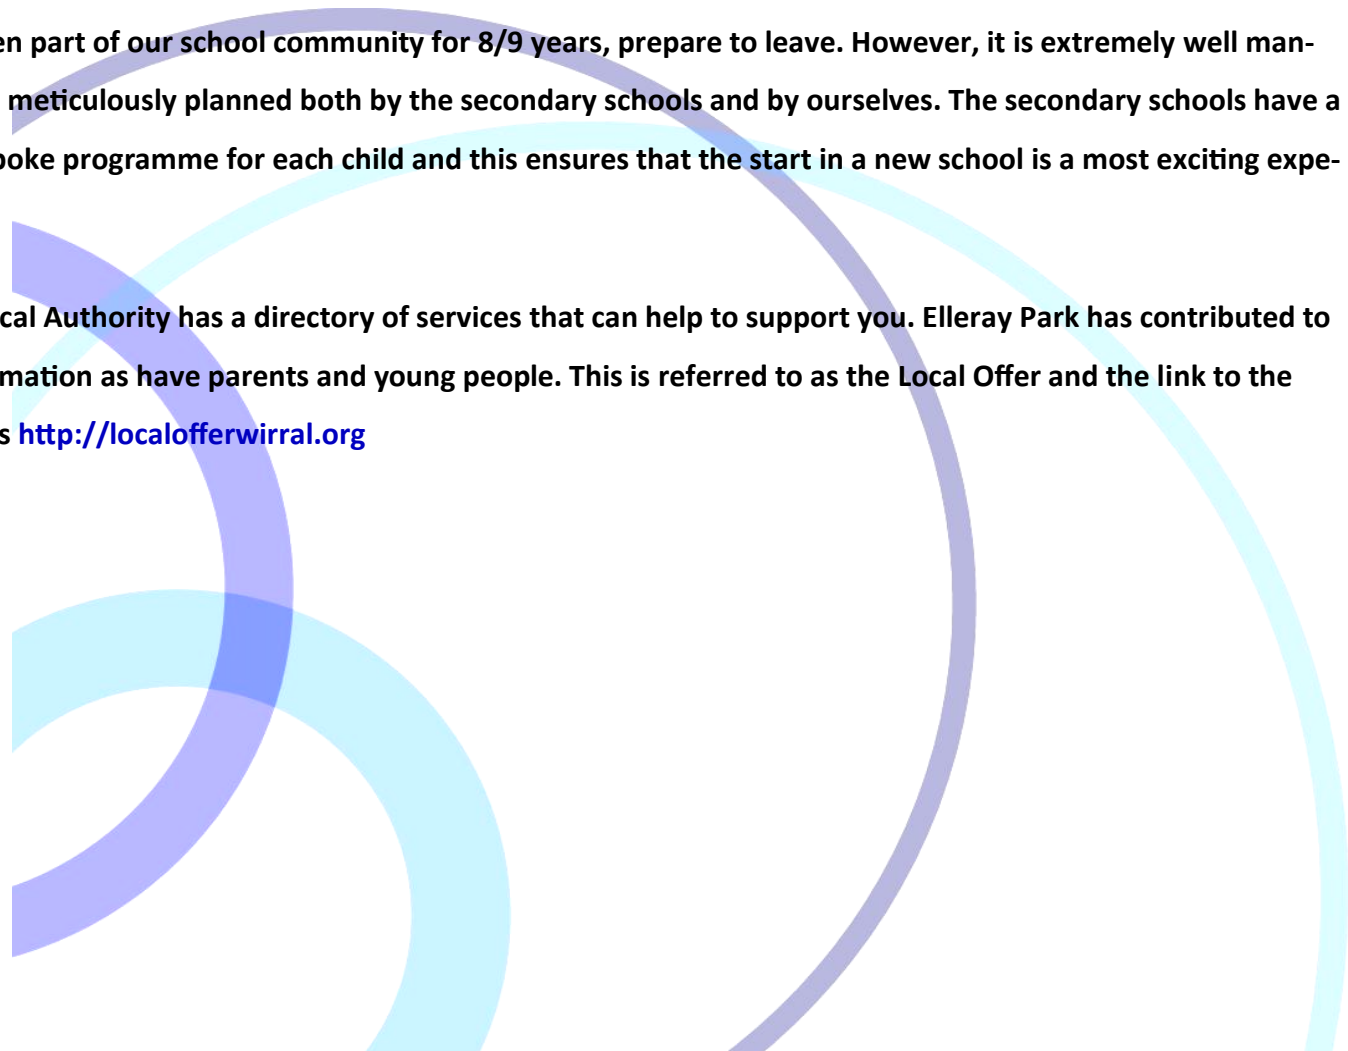 en part of our school community for 8/9 years, prepare to leave. However, it is extremely well man-
meticulously planned both by the secondary schools and by ourselves. The secondary schools have a
poke programme for each child and this ensures that the start in a new school is a most exciting expe-
cal Authority has a directory of services that can help to support you. Elleray Park has contributed to
mation as have parents and young people. This is referred to as the Local Offer and the link to the
s http://localofferwirral.org